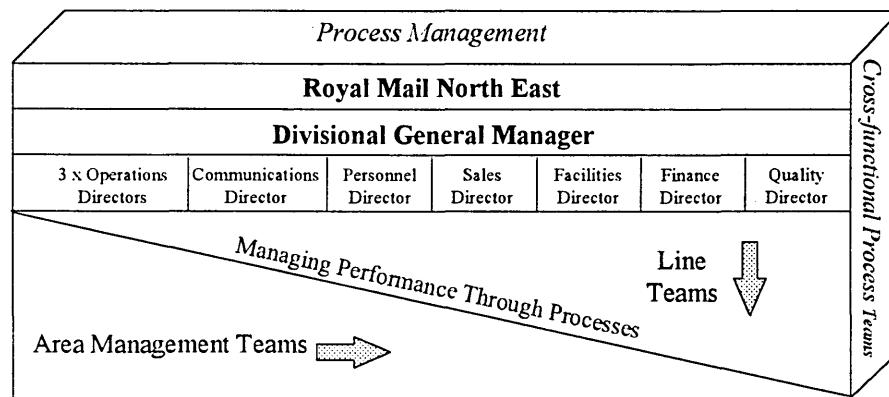 Process Management
Royal Mail North East
Divisional General Manager
3 x Operations
Directors
Communications
Director
Personnel
Director
Sales
Director
Facilities
Director
Finance
Director
Quality
Director
Cross-functional Process Teams
Managing Performance Through Processes
Line
Teams
Area Management Teams